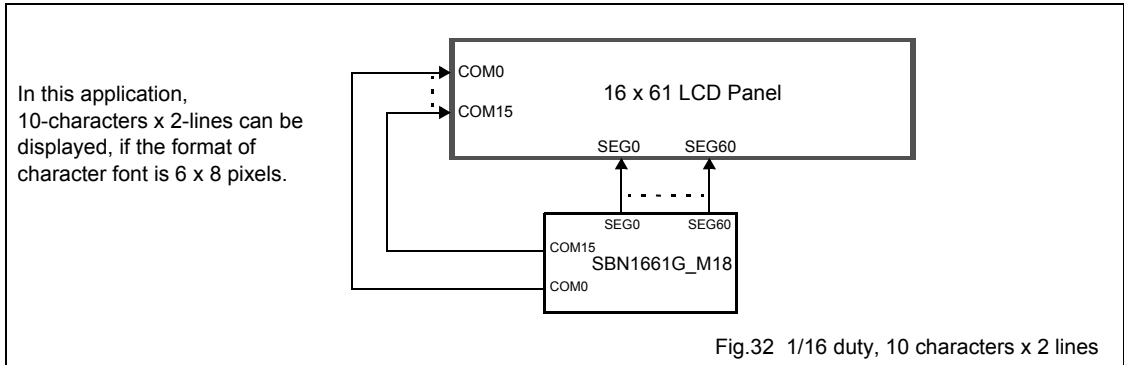 In this application,
10-characters x 2-lines can be
displayed, if the format of
character font is 6 x 8 pixels.
COM0
COM15
16 x 61 LCD Panel
SEG0 SEG60
SEG0 SEG60
COM15
SBN1661G_M18
COM0
Fig.32 1/16 duty, 10 characters x 2 lines